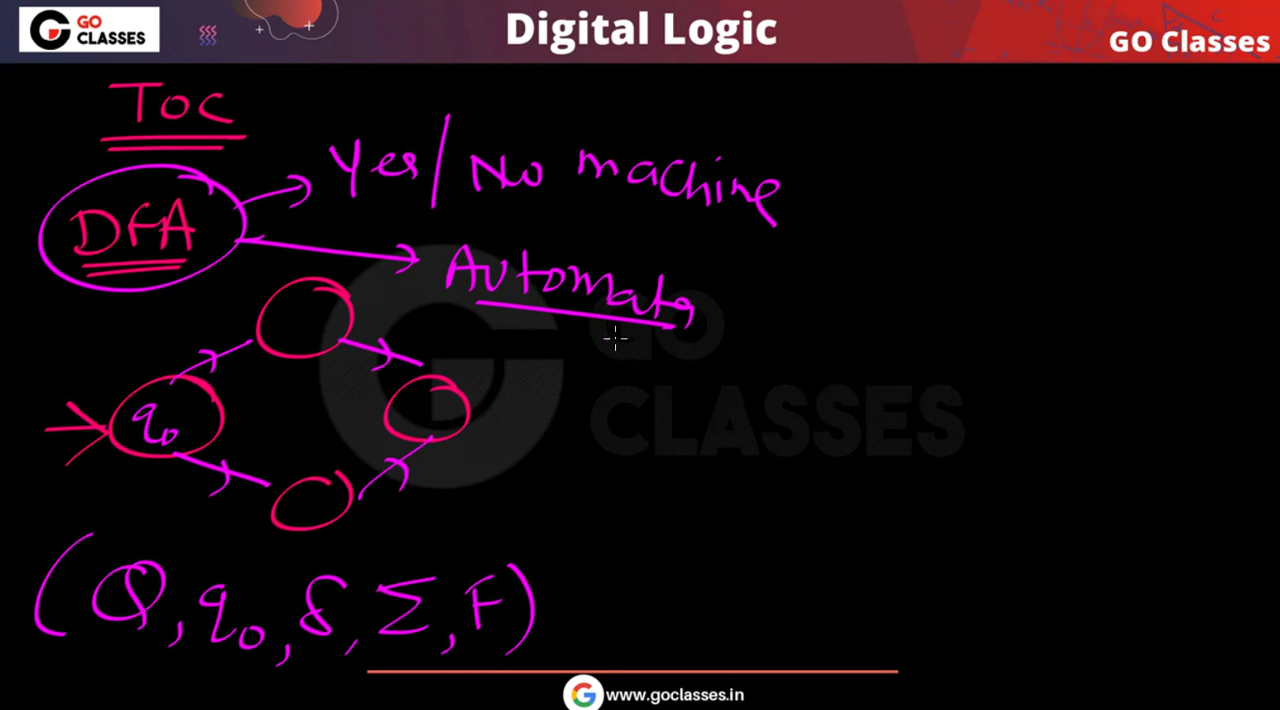 GO
CLASSES
Digital Logic
GO Classes
TOC
DFA
Yes/No machine
Automata
q0
(Q, q0, δ, Σ, F)
GO
CLASSES
www.goclasses.in